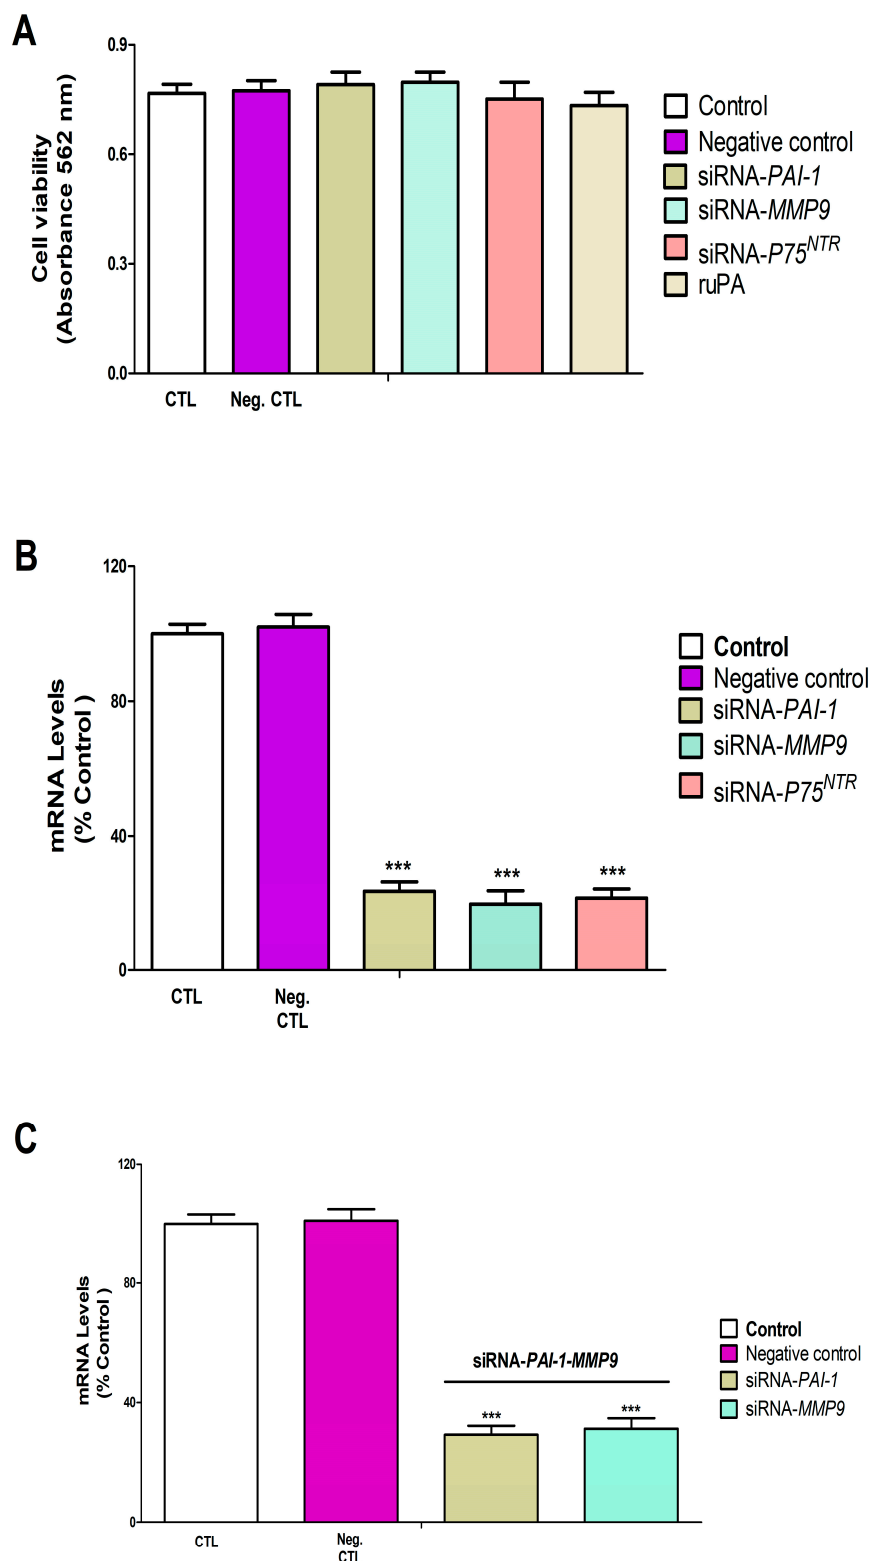 A
0.9
0.6
0.3
0.0
Cell viability
(Absorbance 562 nm)
CTL
Neg. CTL
Control
Negative control
siRNA-PAI-1
siRNA-MMP9
siRNA-P75NTR
ruPA
B
120
80
40
0
mRNA Levels
(% Control )
***
***
***
CTL
Neg.
CTL
Control
Negative control
siRNA-PAI-1
siRNA-MMP9
siRNA-P75NTR
C
120
80
40
0
mRNA Levels
(% Control )
siRNA-PAI-1-MMP9
***
***
CTL
Neg.
CTL
Control
Negative control
siRNA-PAI-1
siRNA-MMP9